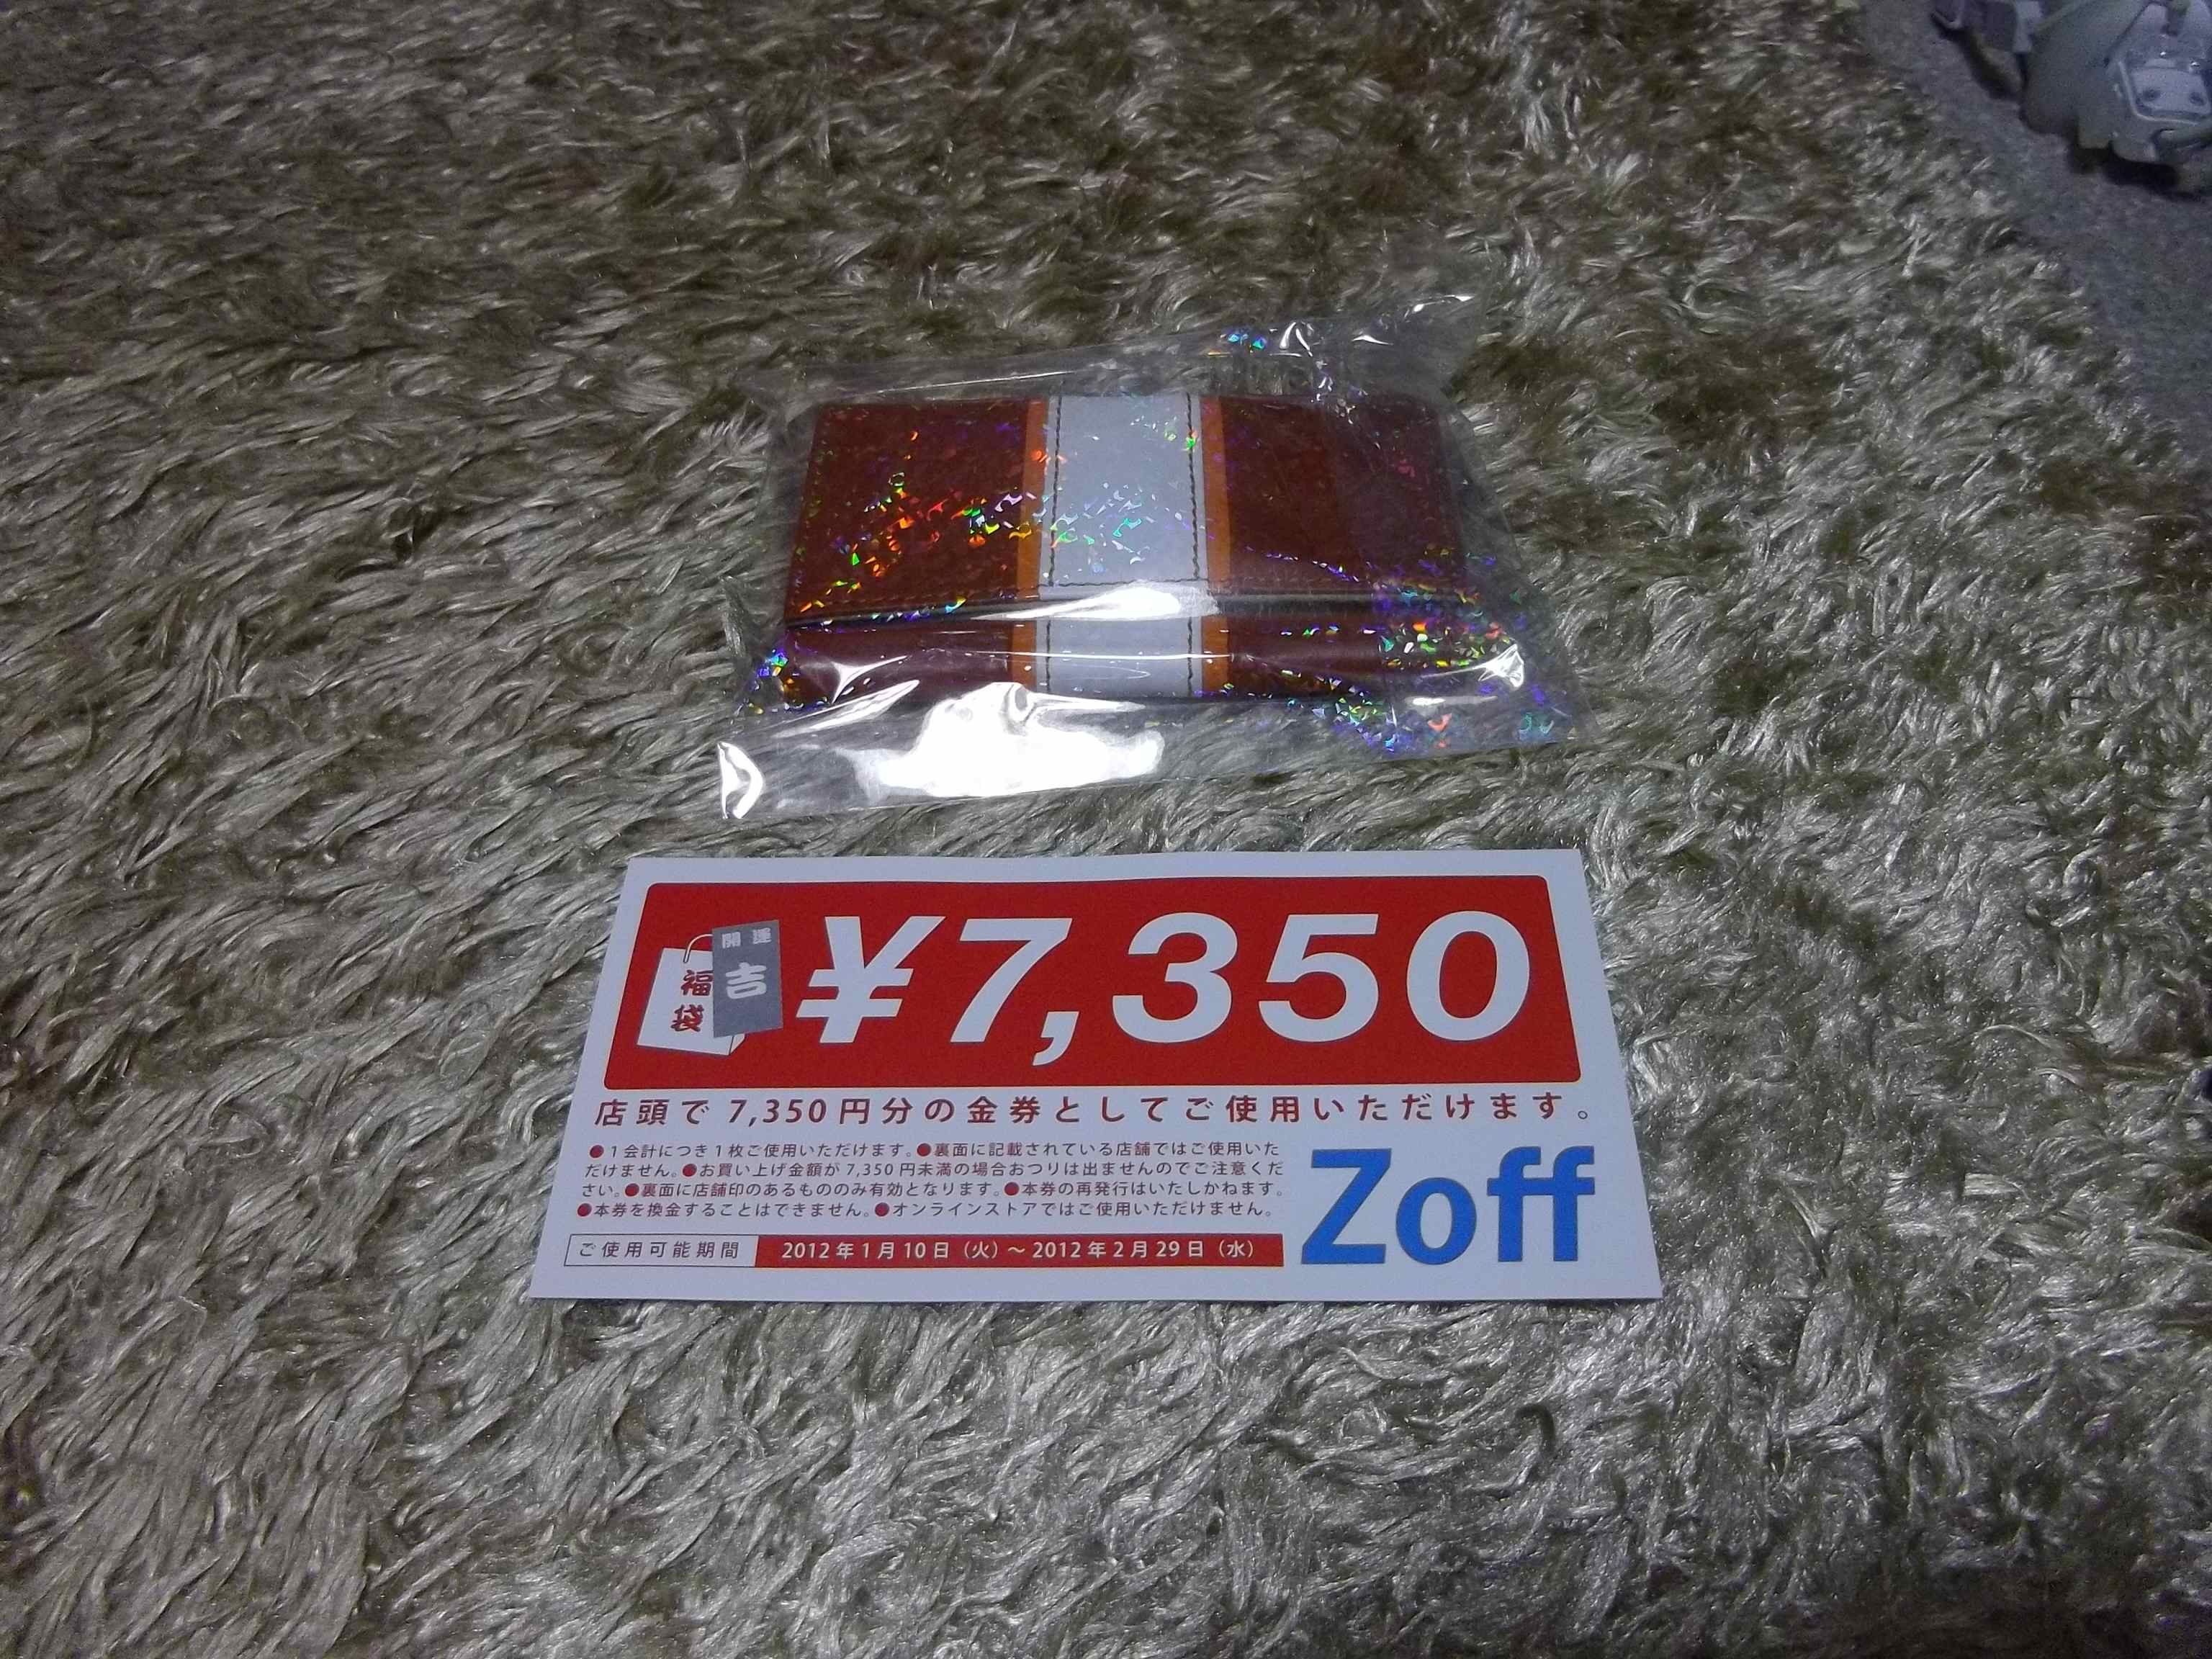 開運
吉
福
袋
¥7,350
店頭で7,350円分の金券としてご使用いただけます。
●1会計につき1枚ご使用いただけます。●裏面に記載されている店舗ではご使用いた
だけません。●お買い上げ金額が7,350円未満の場合おつりは出ませんのでご注意くだ
さい。●裏面に店舗印のあるもののみ有効となります。●本券の再発行はいたしかねます。
●本券を換金することはできません。●オンラインストアではご使用いただけません。
ご使用可能期間 2012年1月10日(火)～2012年2月29日(水)
Zoff